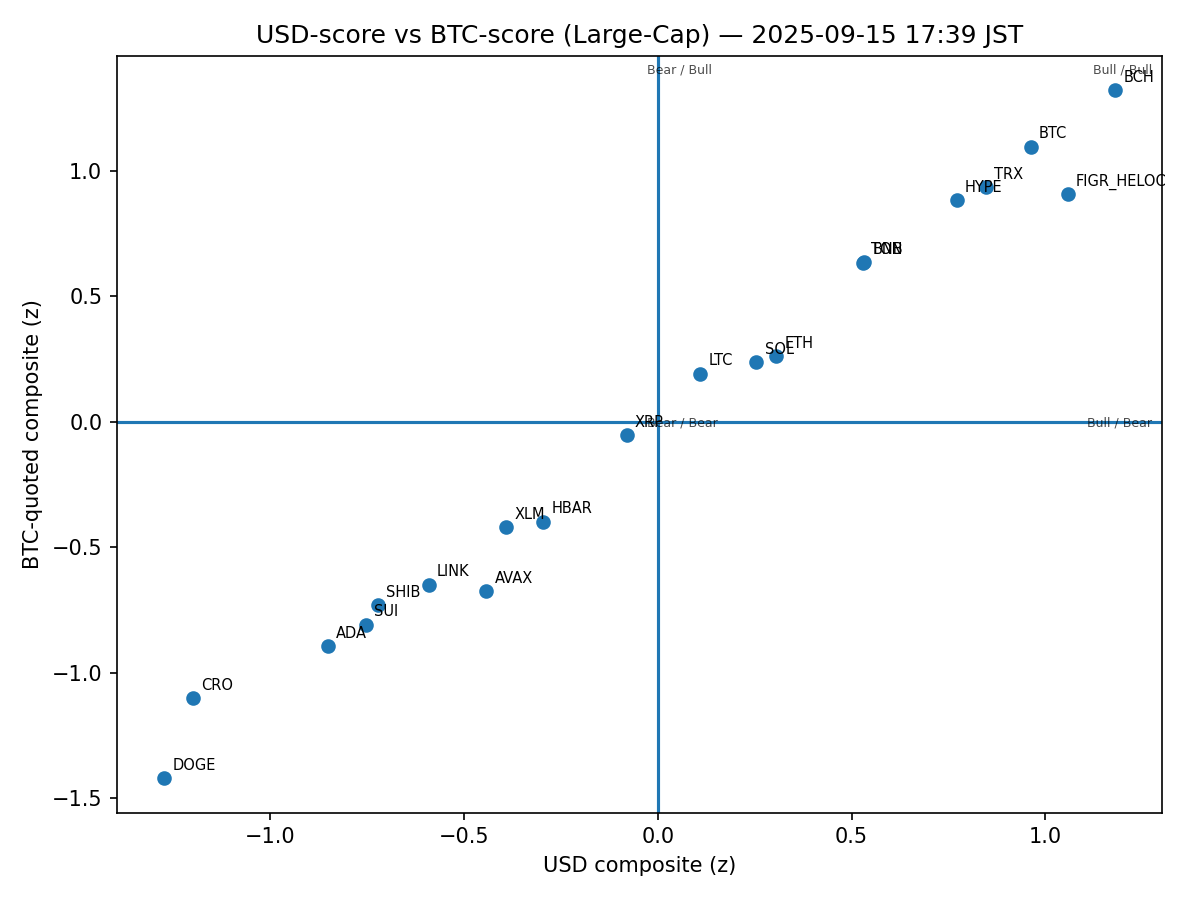 USD-score vs BTC-score (Large-Cap) — 2025-09-15 17:39 JST
Bear / Bull
Bull / Bull
BCH
BTC
TRX
HYPE
FIGR_HELOC
TON
BNB
ETH
SOL
LTC
XRP
Bear / Bear
Bull / Bear
HBAR
XLM
LINK
AVAX
SHIB
SUI
ADA
CRO
DOGE
1.0
0.5
0.0
−0.5
−1.0
−1.5
BTC-quoted composite (z)
−1.0
−0.5
0.0
0.5
1.0
USD composite (z)